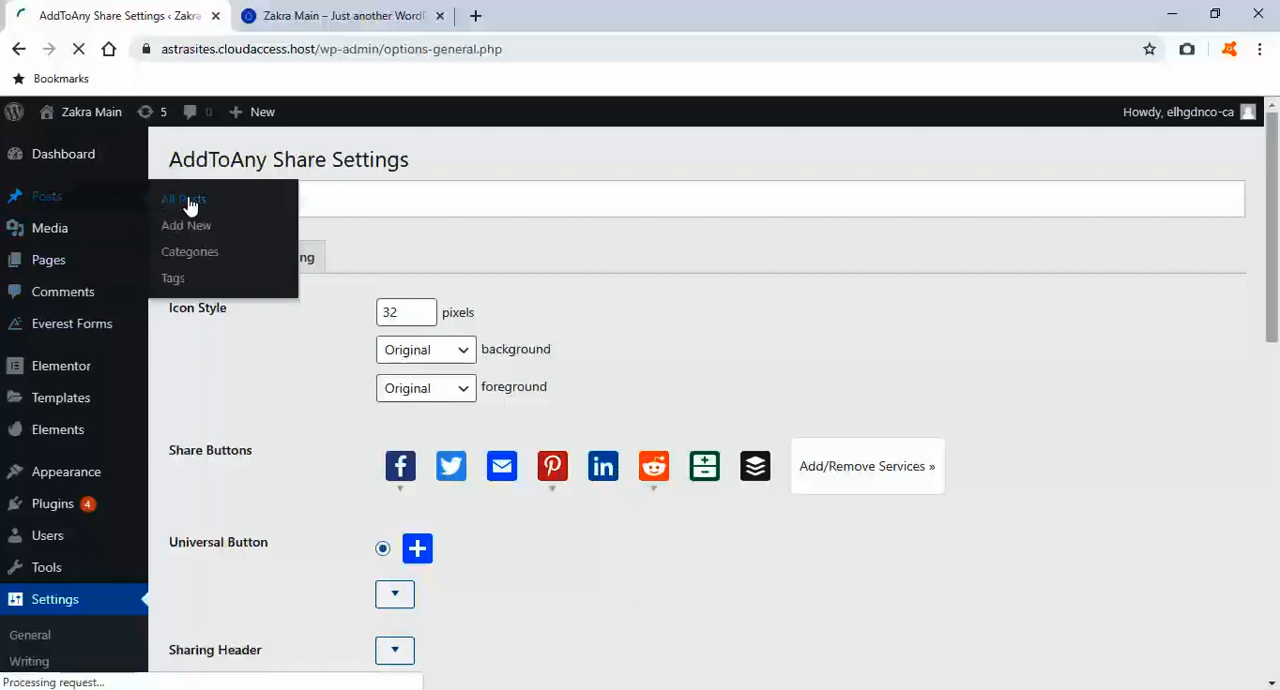 AddToAny Share Settings ‹ Zakra
Zakra Main – Just another WordP
astrasites.cloudaccess.host/wp-admin/options-general.php
Bookmarks
Zakra Main
5
0
New
Howdy, elhgdnco-ca
Dashboard
Posts
Media
Pages
Comments
Everest Forms
Elementor
Templates
Elements
Appearance
Plugins 4
Users
Tools
Settings
General
Writing
All Posts
Add New
Categories
Tags
AddToAny Share Settings
ng
Icon Style
32 pixels
Original background
Original foreground
Share Buttons
Add/Remove Services »
Universal Button
Sharing Header
Processing request...